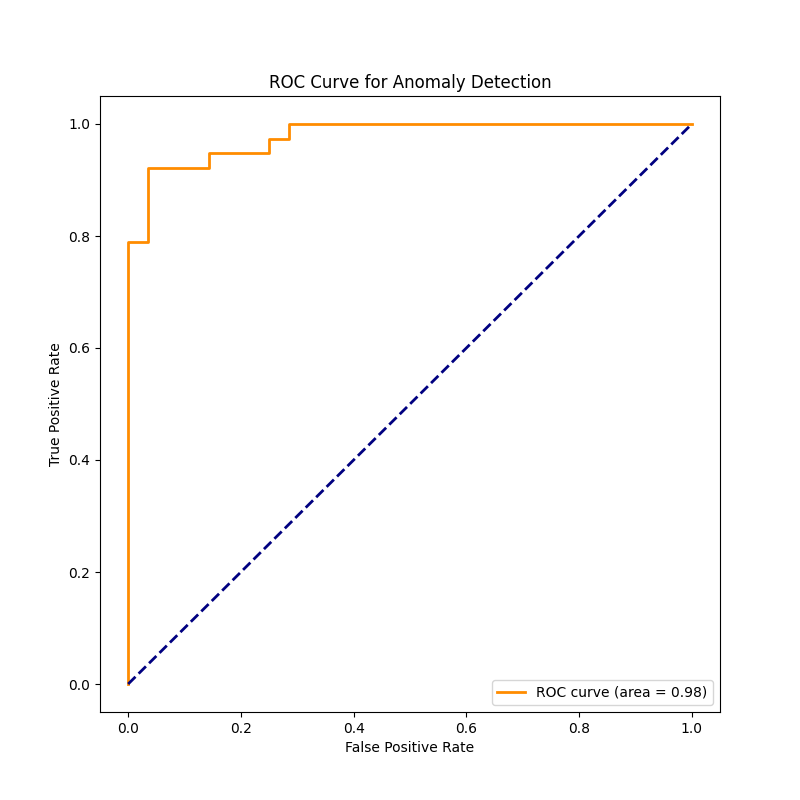 ROC Curve for Anomaly Detection
1.0
0.8
0.6
0.4
0.2
0.0
True Positive Rate
ROC curve (area = 0.98)
0.0 0.2 0.4 0.6 0.8 1.0
False Positive Rate